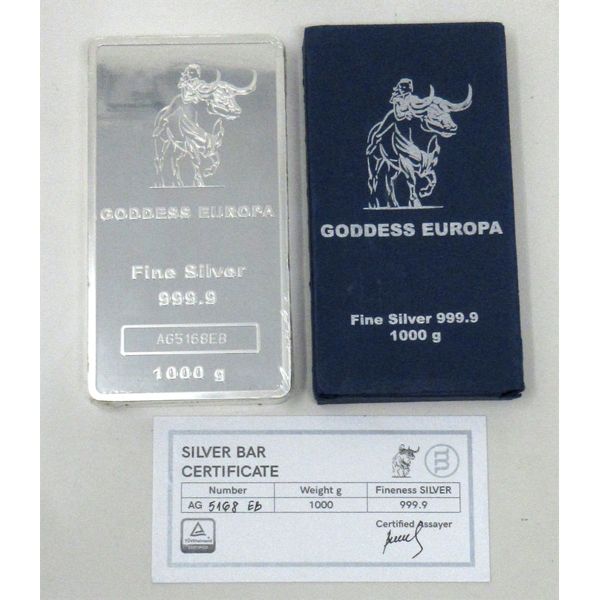 GODDESS EUROPA
Fine Silver
999.9
AG5168EB
1000 g
GODDESS EUROPA
Fine Silver 999.9
1000 g
SILVER BAR
CERTIFICATE
Number Weight g Fineness SILVER
AG 5168 EB 1000 999.9
Certified Assayer